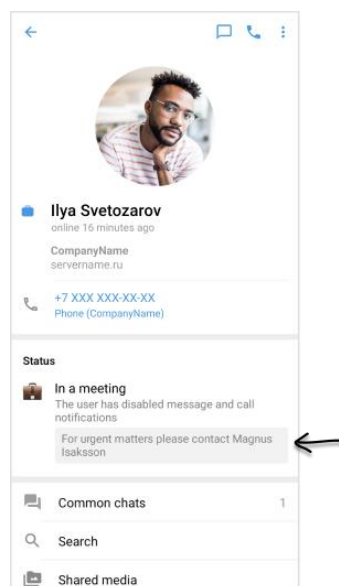 Ilya Svetozarov
online 16 minutes ago
CompanyName
servername.ru
+7 XXX XXX-XX-XX
Phone (CompanyName)
Status
In a meeting
The user has disabled message and call
notifications
For urgent matters please contact Magnus
Isaksson
Common chats 1
Search
Shared media